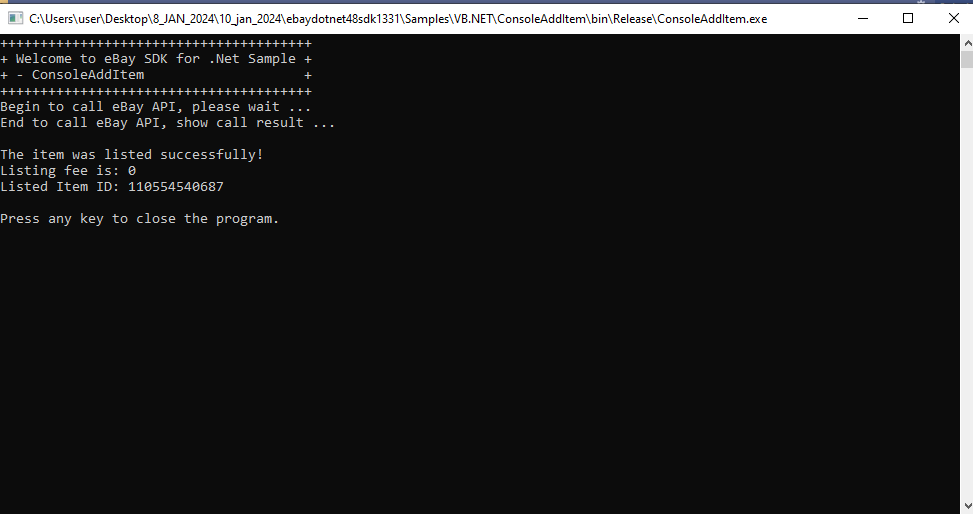 C:\Users\user\Desktop\8_JAN_2024\10_jan_2024\ebaydotnet48sdk1331\Samples\VB.NET\ConsoleAddItem\bin\Release\ConsoleAddItem.exe
+++++++++++++++++++++++++++++++++++++++
+ Welcome to eBay SDK for .Net Sample +
+ - ConsoleAddItem                    +
+++++++++++++++++++++++++++++++++++++++
Begin to call eBay API, please wait ...
End to call eBay API, show call result ...
The item was listed successfully!
Listing fee is: 0
Listed Item ID: 110554540687
Press any key to close the program.